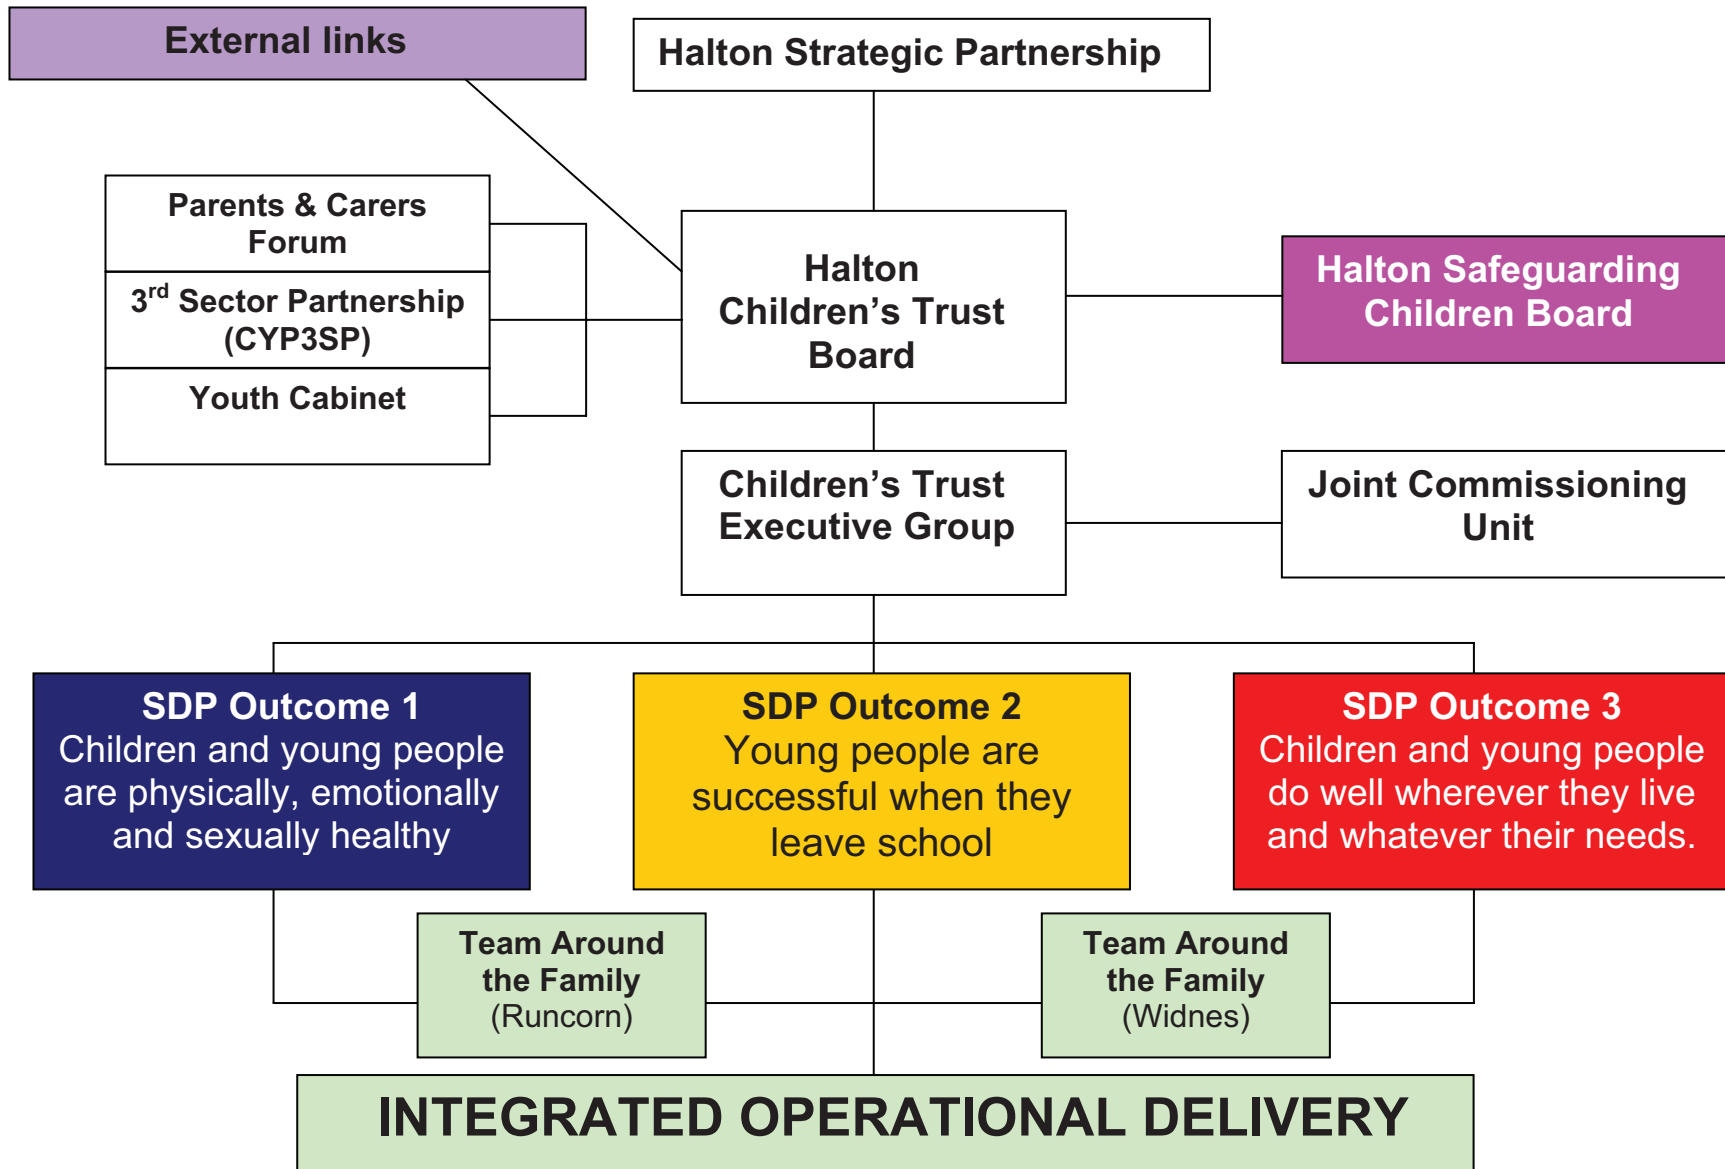 External links
Halton Strategic Partnership
Parents & Carers
Forum
3rd Sector Partnership
(CYP3SP)
Youth Cabinet
Halton
Children’s Trust
Board
Halton Safeguarding
Children Board
Children’s Trust
Executive Group
Joint Commissioning
Unit
SDP Outcome 1
Children and young people
are physically, emotionally
and sexually healthy
SDP Outcome 2
Young people are
successful when they
leave school
SDP Outcome 3
Children and young people
do well wherever they live
and whatever their needs.
Team Around
the Family
(Runcorn)
Team Around
the Family
(Widnes)
INTEGRATED OPERATIONAL DELIVERY